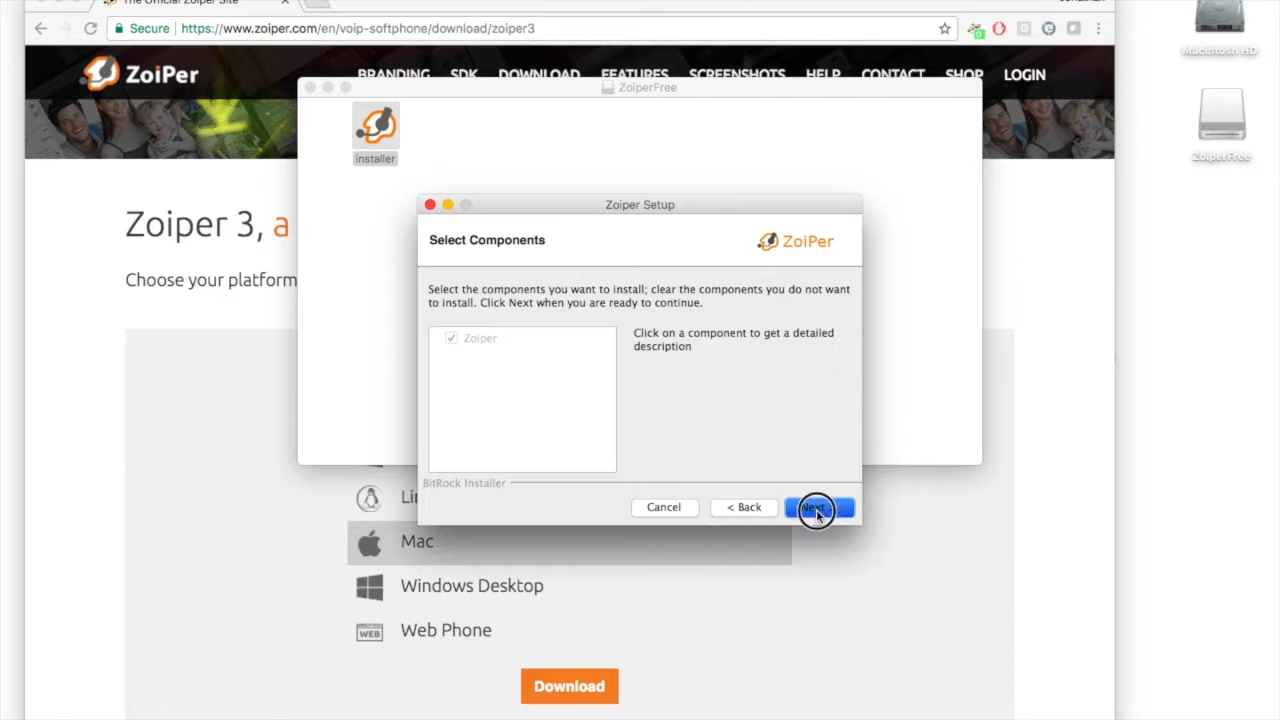 The Official Zoiper Site
Secure https://www.zoiper.com/en/voip-softphone/download/zoiper3
Macintosh HD
ZoiPer BRANDING SDK DOWNLOAD FEATURES SCREENSHOTS HELP CONTACT SHOP LOGIN
ZoiperFree
ZoiperFree
installer
Zoiper 3, a
Choose your platform
Zoiper Setup
Select Components
ZoiPer
Select the components you want to install; clear the components you do not want
to install. Click Next when you are ready to continue.
Zoiper
Click on a component to get a detailed
description
BitRock Installer
Cancel
< Back
Next
Mac
Windows Desktop
WEB
Web Phone
Download